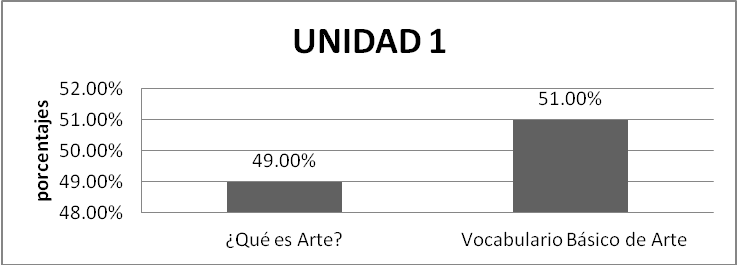 UNIDAD 1
porcentajes
52.00%
51.00%
50.00%
49.00%
48.00%
49.00%
51.00%
¿Qué es Arte?
Vocabulario Básico de Arte